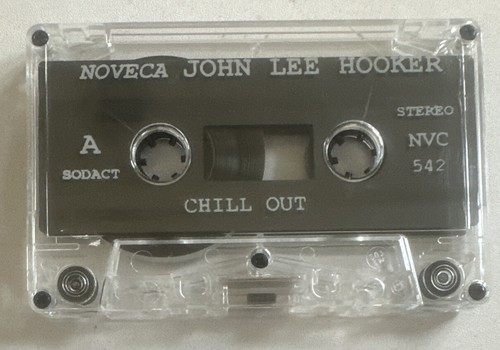 NOVECA JOHN LEE HOOKER
STEREO
A
NVC
SODACT
542
CHILL OUT